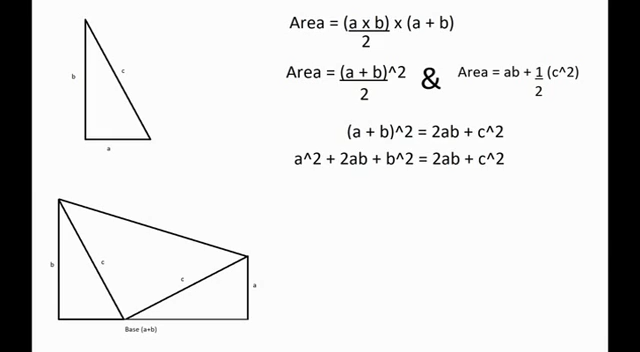 Area = (a x b) x (a + b)
2
b
c
Area = (a + b)^2 & Area = ab + 1 (c^2)
2
2
a
(a + b)^2 = 2ab + c^2
a^2 + 2ab + b^2 = 2ab + c^2
b
c
c
a
Base (a+b)